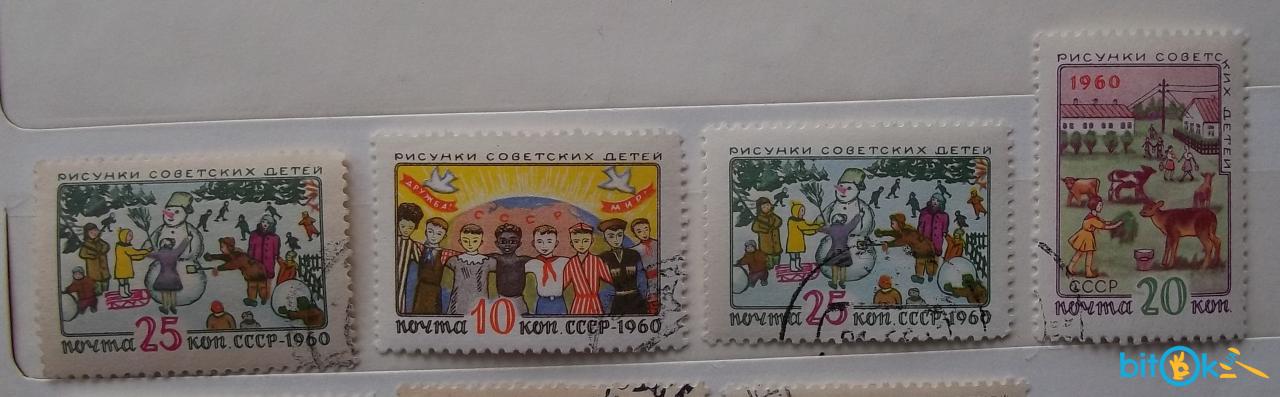 РИСУНКИ СОВЕТСКИХ ДЕТЕЙ
почта 25 коп. СССР-1960
РИСУНКИ СОВЕТСКИХ ДЕТЕЙ
ДРУЖБА!
МИР!
СССР
почта 10 коп. СССР-1960
РИСУНКИ СОВЕТСКИХ ДЕТЕЙ
почта 25 коп. СССР-1960
РИСУНКИ СОВЕТСКИХ ДЕТЕЙ
1960
СССР
почта 20 коп.
bitok